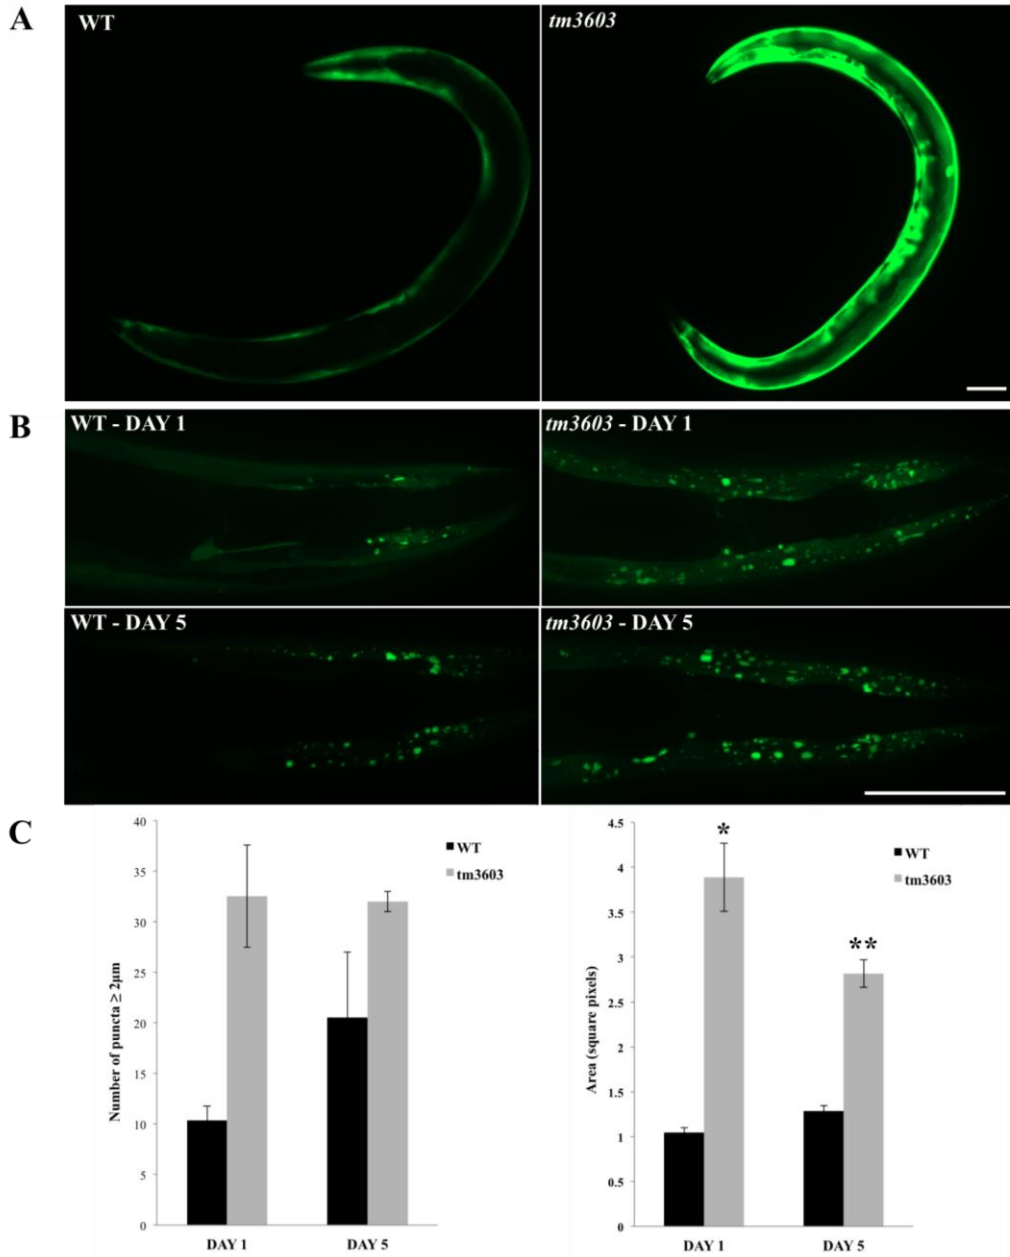 A
WT
tm3603
B
WT - DAY 1
tm3603 - DAY 1
WT - DAY 5
tm3603 - DAY 5
C
40
35
30
25
20
15
10
5
0
Number of puncta ≥ 2μm
WT
tm3603
DAY 1
DAY 5
4.5
4
3.5
3
2.5
2
1.5
1
0.5
0
Area (square pixels)
*
**
WT
tm3603
DAY 1
DAY 5